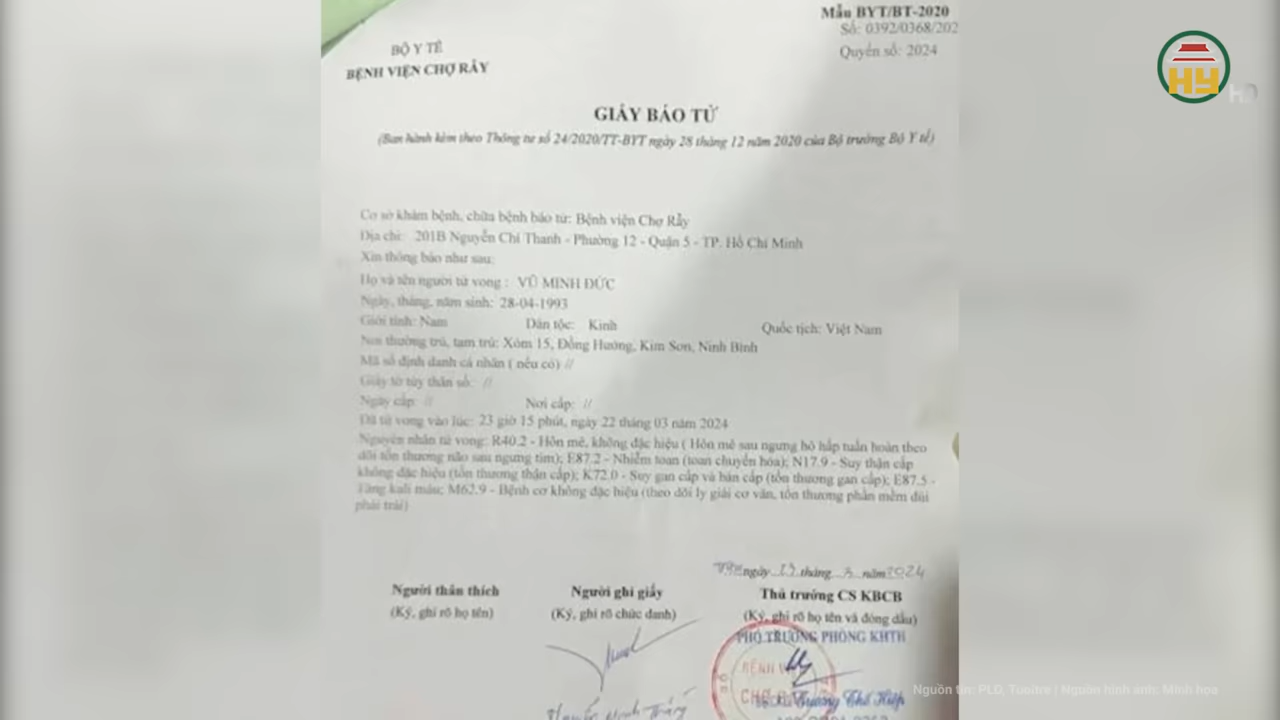 Mẫu BYT/BT-2020
Số: 0392/0368/202
Quyển số: 2024
BỘ Y TẾ
BỆNH VIỆN CHỢ RẪY
HY
GIẤY BÁO TỬ
(Ban hành kèm theo Thông tư số 24/2020/TT-BYT ngày 28 tháng 12 năm 2020 của Bộ trưởng Bộ Y tế)
Cơ sở khám bệnh, chữa bệnh báo tử: Bệnh viện Chợ Rẫy
Địa chỉ: 201B Nguyễn Chí Thanh - Phường 12 - Quận 5 - TP. Hồ Chí Minh
Xin thông báo như sau:
Họ và tên người tử vong : VŨ MINH ĐỨC
Ngày, tháng, năm sinh: 28-04-1993
Giới tính: Nam Dân tộc: Kinh Quốc tịch: Việt Nam
Nơi thường trú, tạm trú: Xóm 15, Đồng Hướng, Kim Sơn, Ninh Bình
Mã số định danh cá nhân ( nếu có) //
Giấy tờ tùy thân số: //
Ngày cấp: // Nơi cấp: //
Đã tử vong vào lúc: 23 giờ 15 phút, ngày 22 tháng 03 năm 2024
Nguyên nhân tử vong: R40.2 - Hôn mê, không đặc hiệu ( Hôn mê sau ngưng hô hấp tuần hoàn theo
dõi tổn thương não sau ngưng tim); E87.2 - Nhiễm toan (toan chuyển hóa); N17.9 - Suy thận cấp
không đặc hiệu (tổn thương thận cấp); K72.0 - Suy gan cấp và bán cấp (tổn thương gan cấp); E87.5 -
Tăng kali máu; M62.9 - Bệnh cơ không đặc hiệu (theo dõi ly giải cơ vân, tổn thương phần mềm đùi
phải trái)
ngày tháng 3 năm 2024
Người thân thích Người ghi giấy Thủ trưởng CS KBCB
(Ký, ghi rõ họ tên) (Ký, ghi rõ chức danh) (Ký, ghi rõ họ tên và đóng dấu)
PHÓ TRƯỞNG PHÒNG KHTH
BỆNH VIỆN
Trương Thế Hiệp
Nguồn tin: PLO, Tuoitre | Nguồn hình ảnh: Minh họa